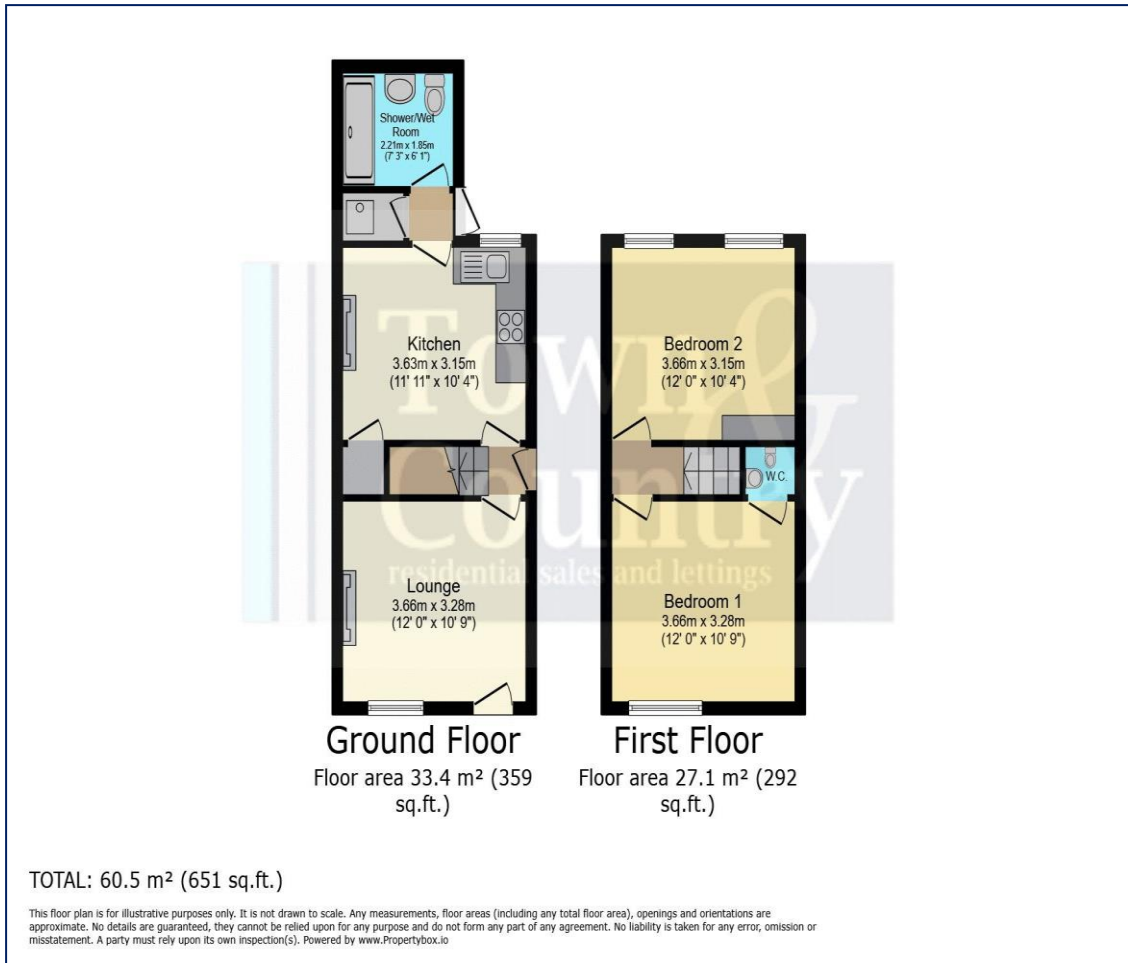 Shower/Wet
Room
2.21m x 1.85m
(7' 3" x 6' 1")
Kitchen
3.63m x 3.15m
(11' 11" x 10' 4")
Bedroom 2
3.66m x 3.15m
(12' 0" x 10' 4")
W.C.
Town &
Country
residential sales and lettings
Lounge
3.66m x 3.28m
(12' 0" x 10' 9")
Bedroom 1
3.66m x 3.28m
(12' 0" x 10' 9")
Ground Floor
Floor area 33.4 m² (359
sq.ft.)
First Floor
Floor area 27.1 m² (292
sq.ft.)
TOTAL: 60.5 m² (651 sq.ft.)
This floor plan is for illustrative purposes only. It is not drawn to scale. Any measurements, floor areas (including any total floor area), openings and orientations are
approximate. No details are guaranteed, they cannot be relied upon for any purpose and do not form any part of any agreement. No liability is taken for any error, omission or
misstatement. A party must rely upon its own inspection(s). Powered by www.Propertybox.io